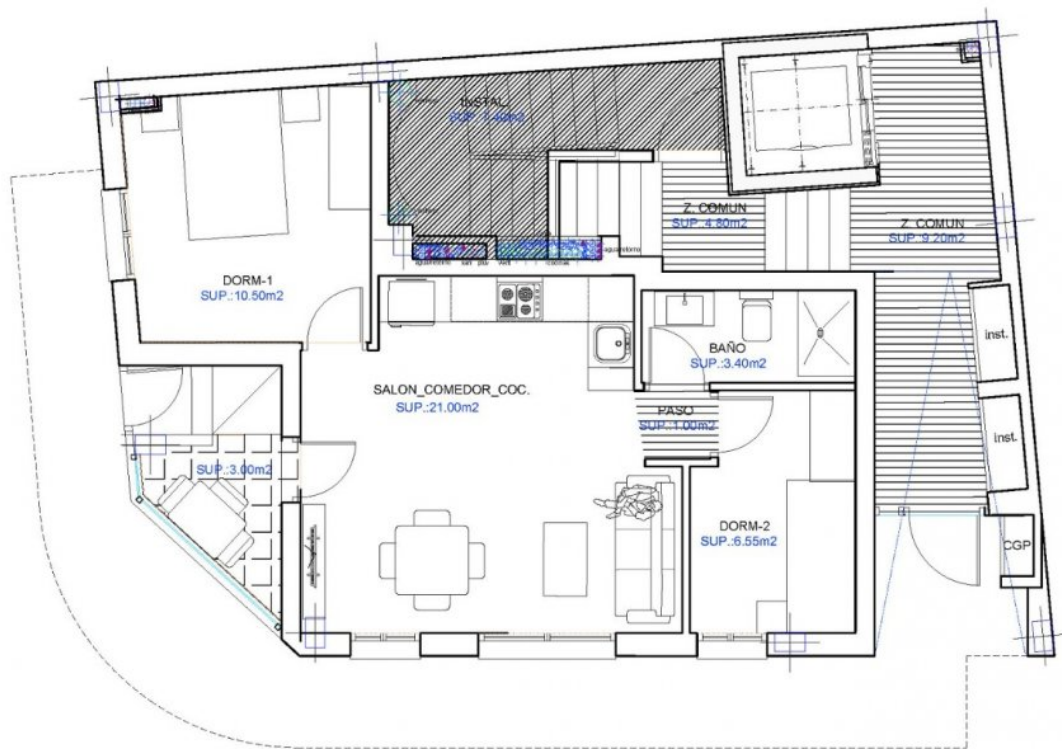 INSTAL.
Z. COMUN
SUP.:4.80m2
Z. COMUN
SUP.:9.20m2
DORM-1
SUP.:10.50m2
inst.
BAÑO
SUP.:3.40m2
SALON_COMEDOR_COC.
SUP.:21.00m2
PASO
SUP.:1.00m2
inst.
SUP.:3.00m2
DORM-2
SUP.:6.55m2
CGP